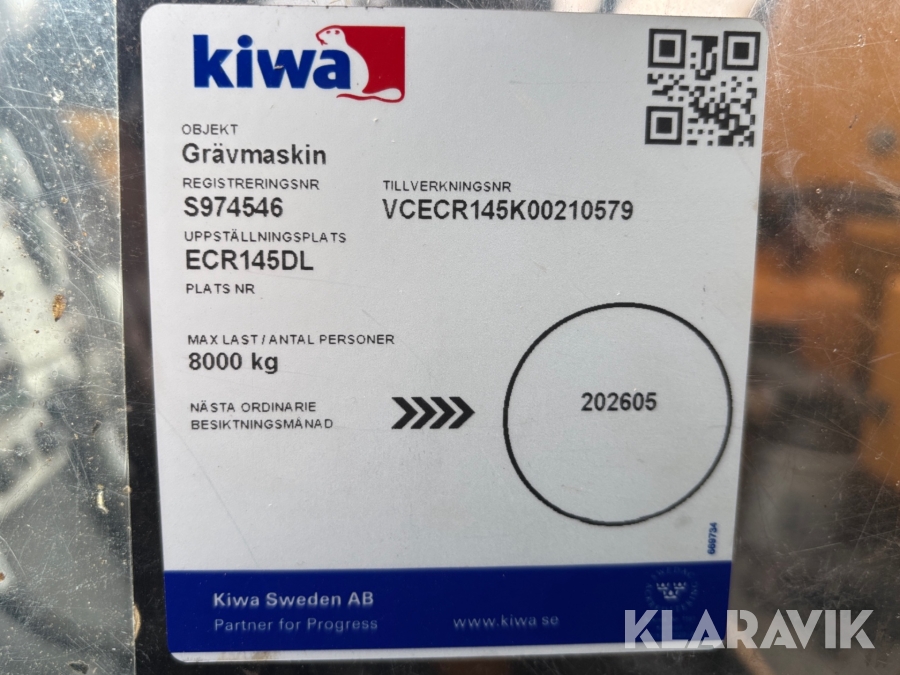 kiwa
OBJEKT
Grävmaskin
REGISTRERINGSNR
S974546
TILLVERKNINGSNR
VCECR145K00210579
UPPSTÄLLNINGSPLATS
ECR145DL
PLATS NR
MAX LAST / ANTAL PERSONER
8000 kg
NÄSTA ORDINARIE
BESIKTNINGSMÅNAD
202605
669734
Kiwa Sweden AB
Partner for Progress
www.kiwa.se
KLARAVIK